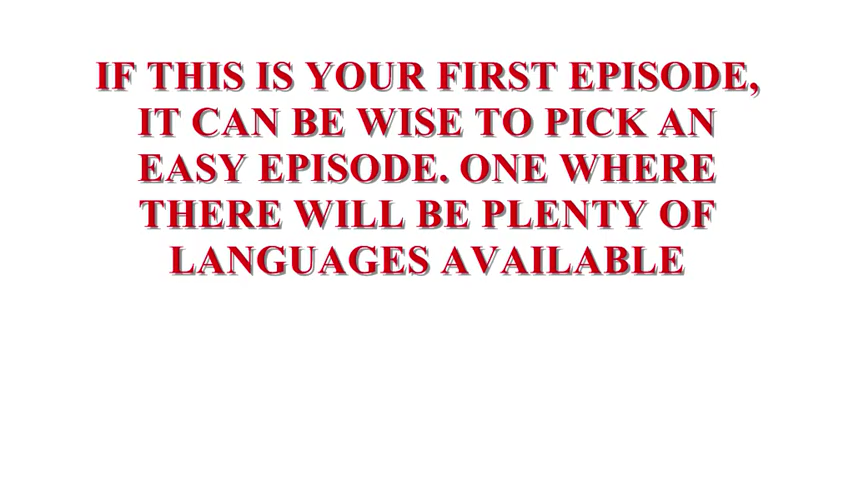 IF THIS IS YOUR FIRST EPISODE,
IT CAN BE WISE TO PICK AN
EASY EPISODE. ONE WHERE
THERE WILL BE PLENTY OF
LANGUAGES AVAILABLE